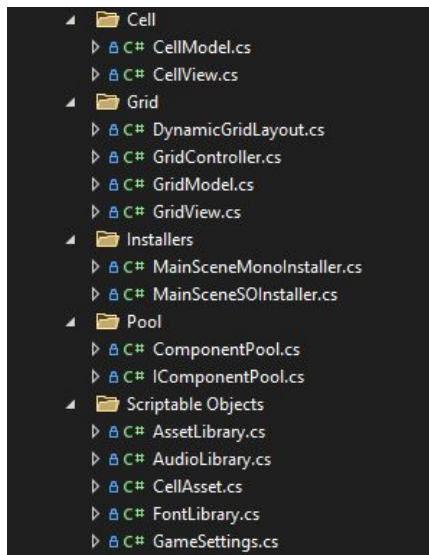 Cell
C# CellModel.cs
C# CellView.cs
Grid
C# DynamicGridLayout.cs
C# GridController.cs
C# GridModel.cs
C# GridView.cs
Installers
C# MainSceneMonoInstaller.cs
C# MainSceneSOInstaller.cs
Pool
C# ComponentPool.cs
C# IComponentPool.cs
Scriptable Objects
C# AssetLibrary.cs
C# AudioLibrary.cs
C# CellAsset.cs
C# FontLibrary.cs
C# GameSettings.cs